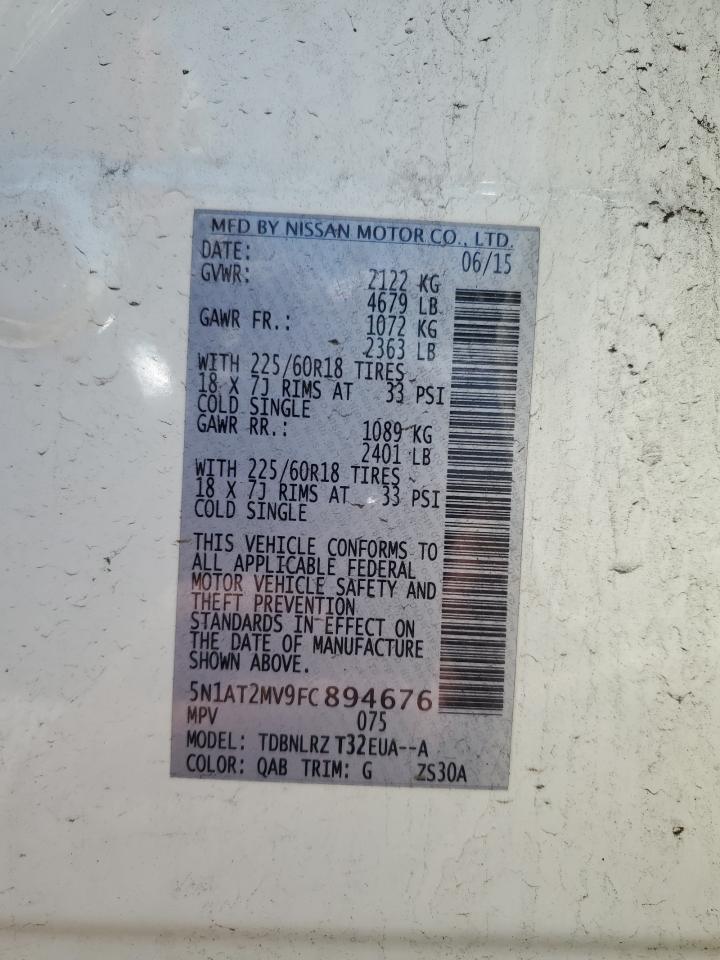 MFD BY NISSAN MOTOR CO., LTD.
DATE: 06/15
GVWR: 2122 KG
4679 LB
GAWR FR.: 1072 KG
2363 LB
WITH 225/60R18 TIRES
18 X 7J RIMS AT 33 PSI
COLD SINGLE
GAWR RR.: 1089 KG
2401 LB
WITH 225/60R18 TIRES
18 X 7J RIMS AT 33 PSI
COLD SINGLE
THIS VEHICLE CONFORMS TO
ALL APPLICABLE FEDERAL
MOTOR VEHICLE SAFETY AND
THEFT PREVENTION
STANDARDS IN EFFECT ON
THE DATE OF MANUFACTURE
SHOWN ABOVE.
5N1AT2MV9FC894676
MPV 075
MODEL: TDBNLRZ T32EUA--A
COLOR: QAB TRIM: G ZS30A